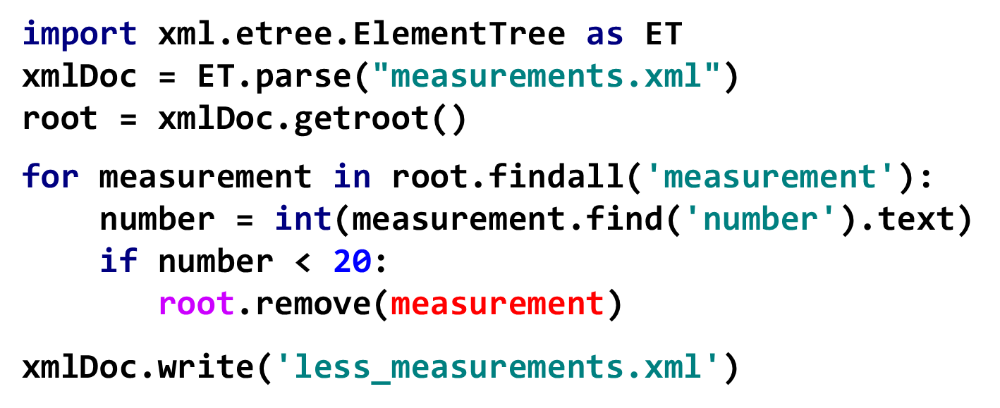 import xml.etree.ElementTree as ET
xmlDoc = ET.parse("measurements.xml")
root = xmlDoc.getroot()
for measurement in root.findall('measurement'):
    number = int(measurement.find('number').text)
    if number < 20:
       root.remove(measurement)
xmlDoc.write('less_measurements.xml')